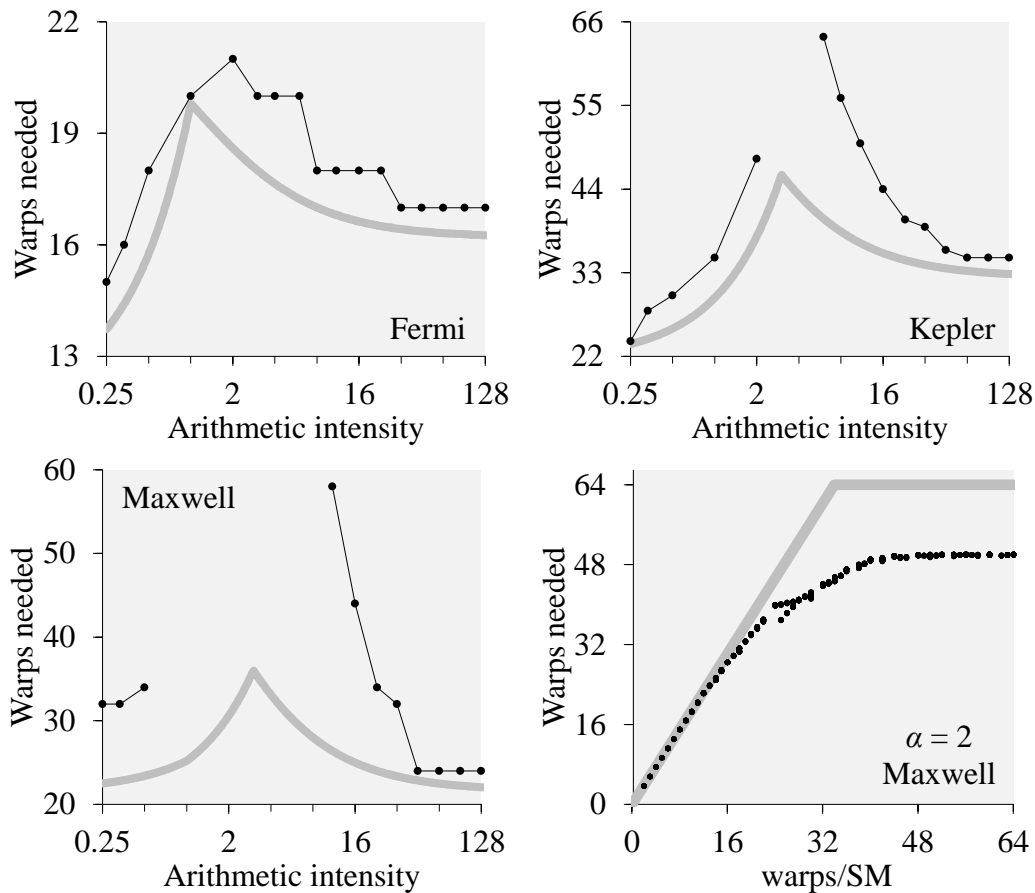 22
19
16
13
Warps needed
0.25
2
16
128
Arithmetic intensity
Fermi
66
55
44
33
22
Warps needed
0.25
2
16
128
Arithmetic intensity
Kepler
60
50
40
30
20
Warps needed
Maxwell
0.25
2
16
128
Arithmetic intensity
64
48
32
16
0
Warps needed
α = 2
Maxwell
0
16
32
48
64
warps/SM